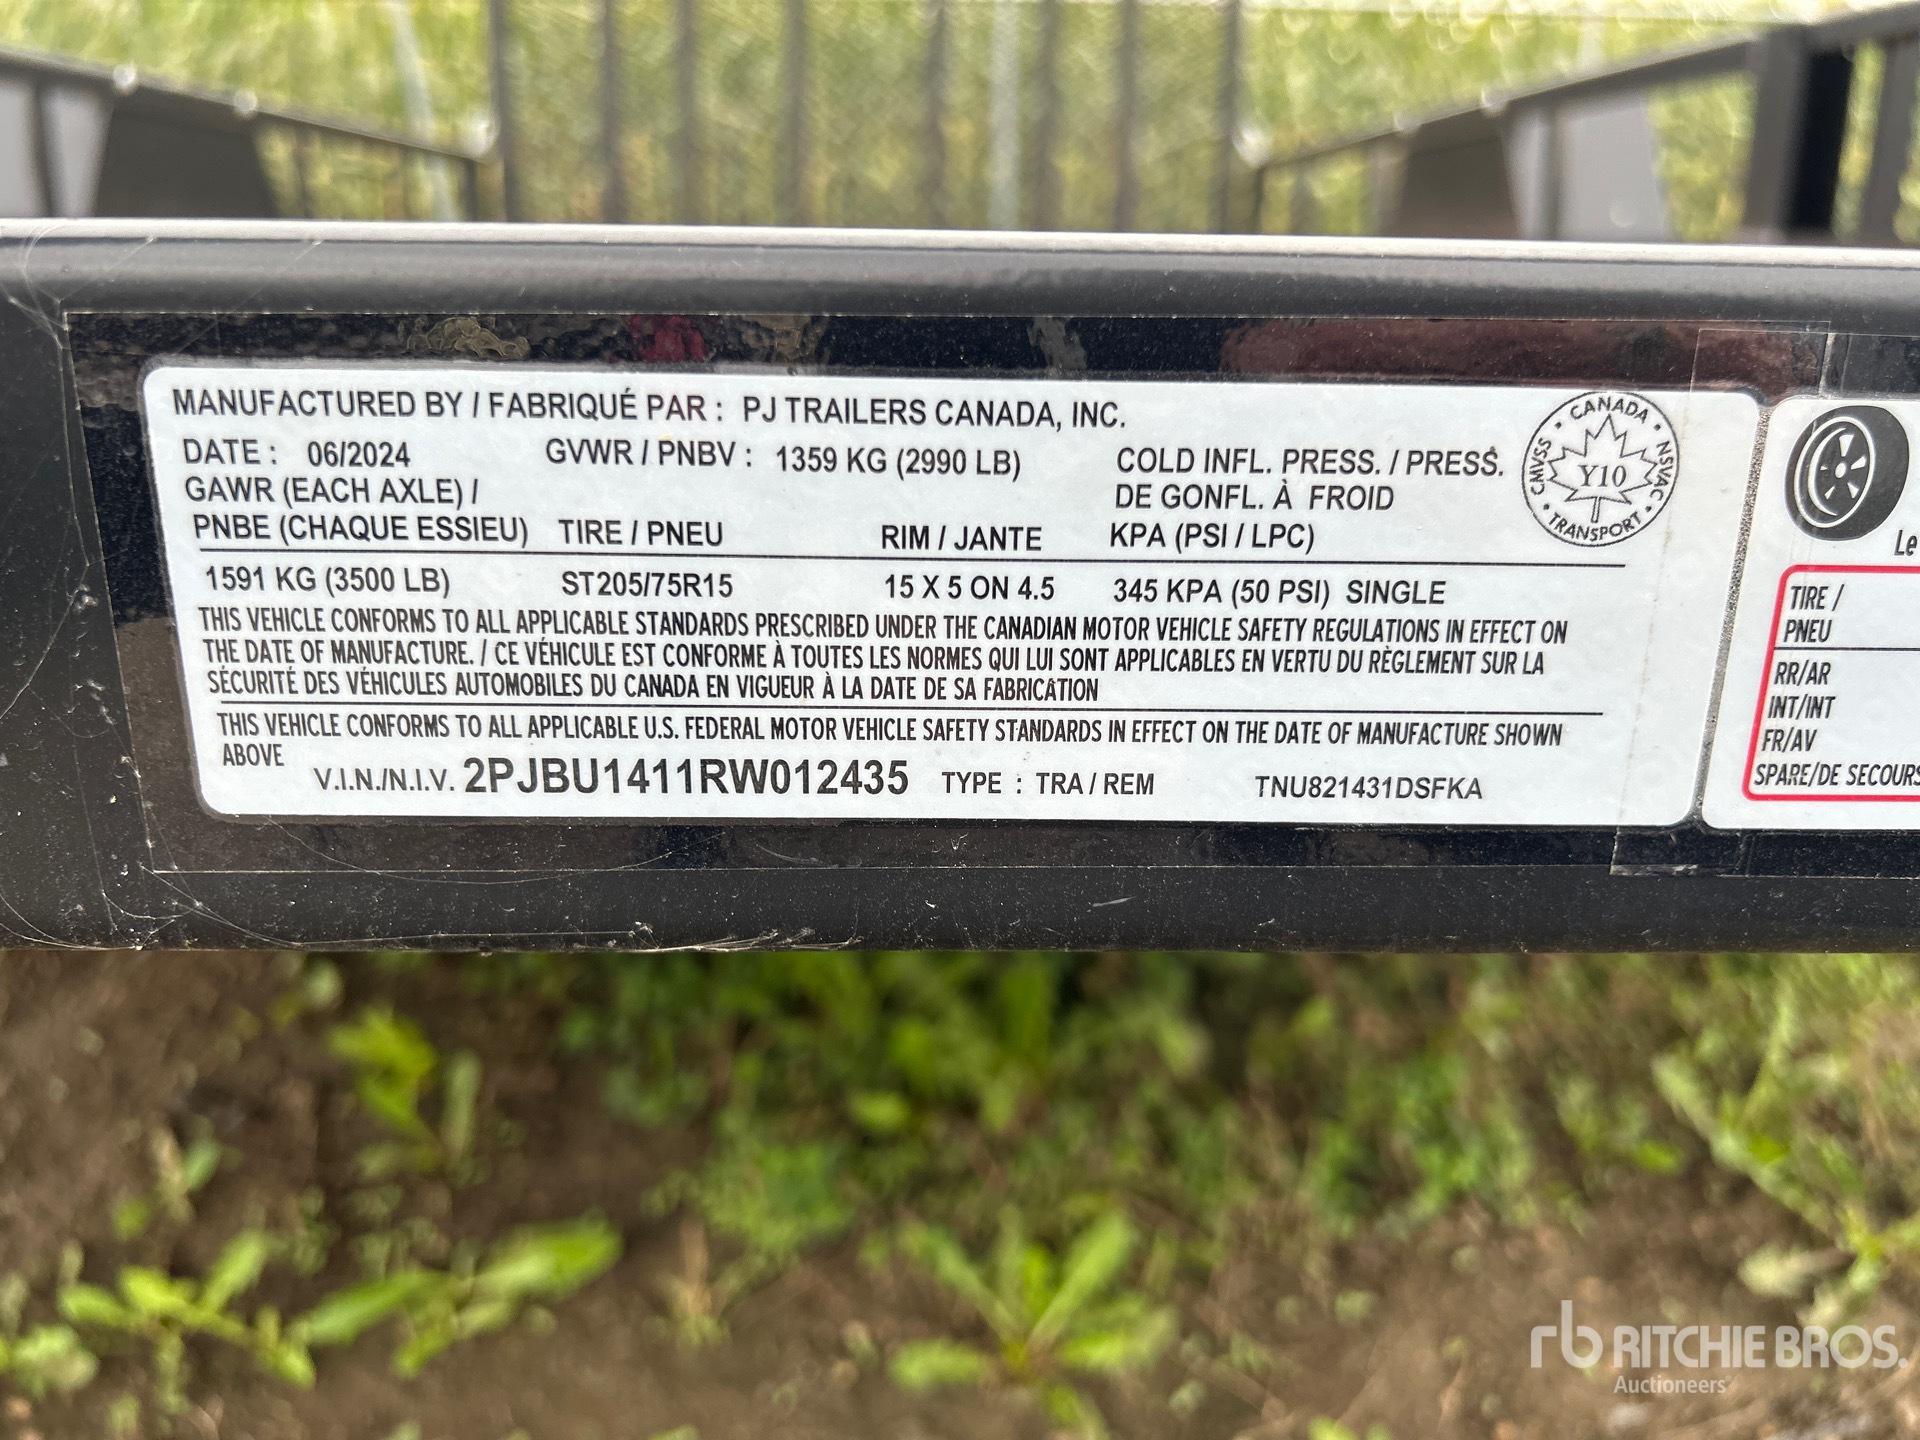 MANUFACTURED BY / FABRIQUÉ PAR : PJ TRAILERS CANADA, INC.
DATE : 06/2024 GVWR / PNBV : 1359 KG (2990 LB) COLD INFL. PRESS. / PRESS.
GAWR (EACH AXLE) / DE GONFL. À FROID
PNBE (CHAQUE ESSIEU) TIRE / PNEU RIM / JANTE KPA (PSI / LPC)
1591 KG (3500 LB) ST205/75R15 15 X 5 ON 4.5 345 KPA (50 PSI) SINGLE
THIS VEHICLE CONFORMS TO ALL APPLICABLE STANDARDS PRESCRIBED UNDER THE CANADIAN MOTOR VEHICLE SAFETY REGULATIONS IN EFFECT ON
THE DATE OF MANUFACTURE. / CE VÉHICULE EST CONFORME À TOUTES LES NORMES QUI LUI SONT APPLICABLES EN VERTU DU RÈGLEMENT SUR LA
SÉCURITÉ DES VÉHICULES AUTOMOBILES DU CANADA EN VIGUEUR À LA DATE DE SA FABRICATION
THIS VEHICLE CONFORMS TO ALL APPLICABLE U.S. FEDERAL MOTOR VEHICLE SAFETY STANDARDS IN EFFECT ON THE DATE OF MANUFACTURE SHOWN
ABOVE
V.I.N./N.I.V. 2PJBU1411RW012435 TYPE : TRA / REM TNU821431DSFKA
CANADA
CMVSS Y10 NSVAC
TRANSPORT
Le
TIRE /
PNEU
RR/AR
INT/INT
FR/AV
SPARE/DE SECOURS
rb RITCHIE BROS.
Auctioneers